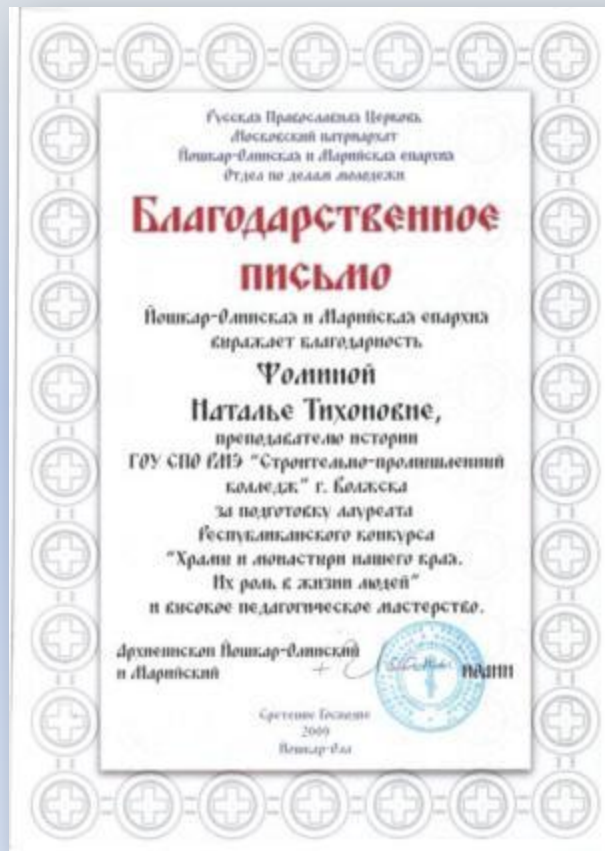 Русская Православная Церковь
Московский патриархат
Йошкар-Олинская и Марийская епархия
Отдел по делам молодежи
Благодарственное
письмо
Йошкар-Олинская и Марийская епархия
выражает благодарность
Фоминой
Наталье Тихоновне,
преподавателю истории
ГОУ СПО РМЭ "Строительно-промышленный
колледж" г. Волжска
за подготовку лауреата
Республиканского конкурса
"Храмы и монастыри нашего края.
Их роль в жизни людей"
и высокое педагогическое мастерство.
Архиепископ Йошкар-Олинский
и Марийский
ИОАНН
Сретение Господне
2009
Йошкар-Ола